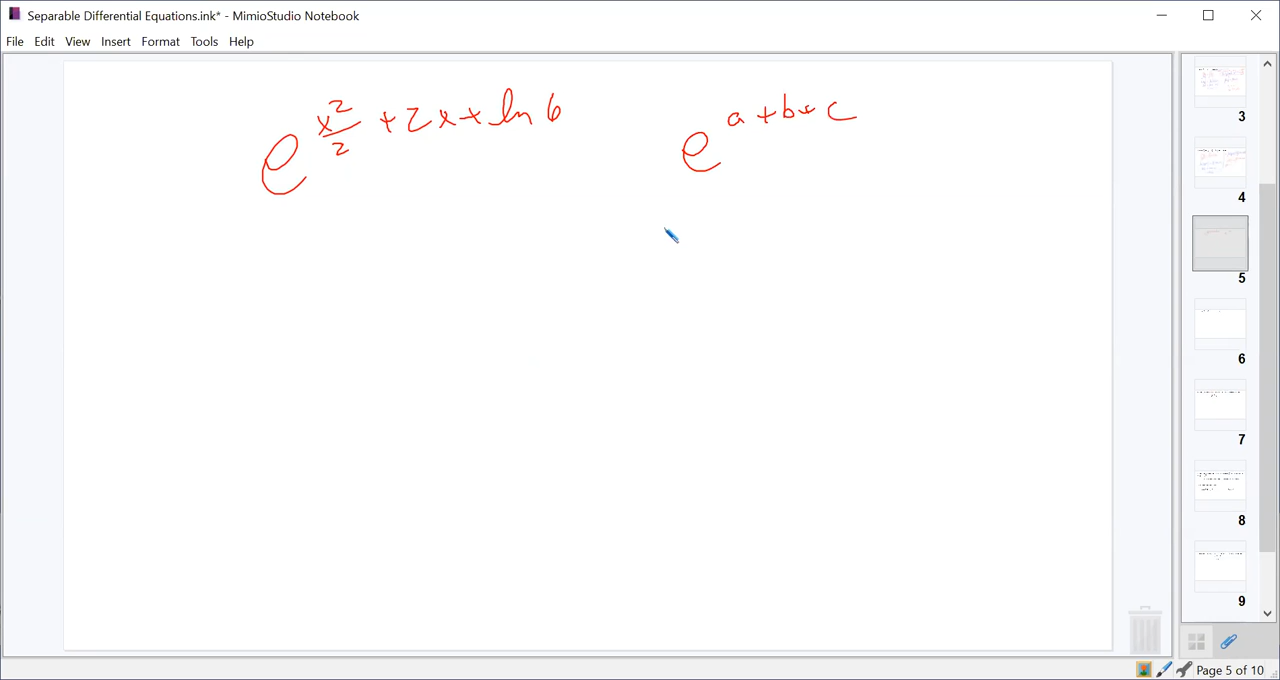 Separable Differential Equations.ink* - MimioStudio Notebook
File Edit View Insert Format Tools Help
e^{x^2/2 + 2x + ln 6} e^{a + b + c}
3
4
5
6
7
8
9
Page 5 of 10